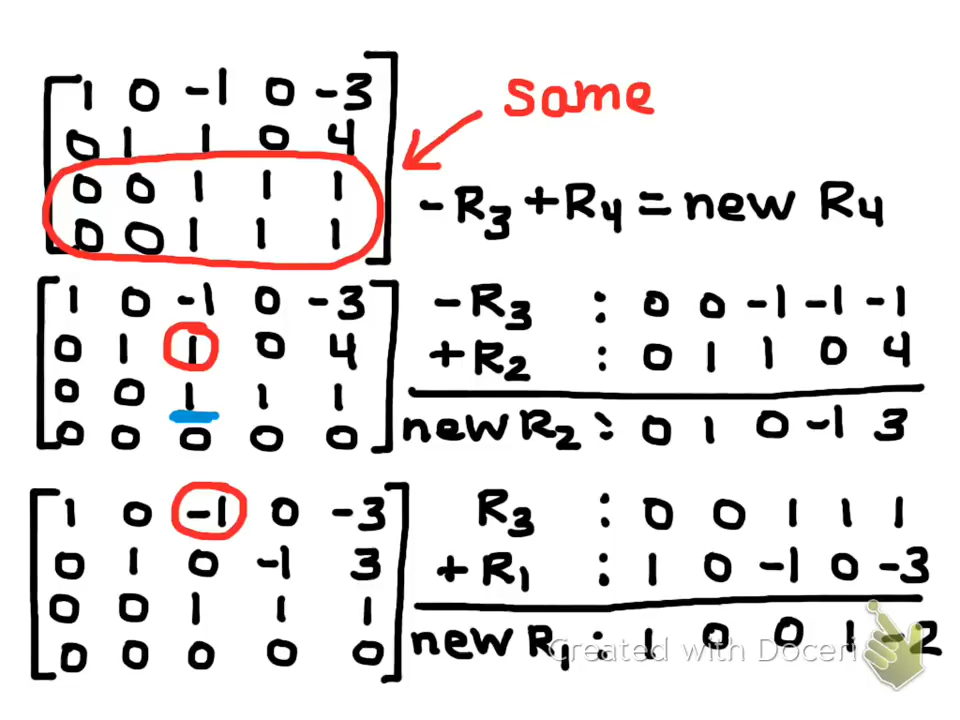 1 0 -1 0 -3 same
0 1 1 0 4
0 0 1 1 1 -R3 + R4 = new R4
0 0 1 1 1
1 0 -1 0 -3 -R3 : 0 0 -1 -1 -1
0 1 1 0 4 +R2 : 0 1 1 0 4
0 0 1 1 1
0 0 0 0 0 new R2 : 0 1 0 -1 3
1 0 -1 0 -3 R3 : 0 0 1 1 1
0 1 0 -1 3 +R1 : 1 0 -1 0 -3
0 0 1 1 1
0 0 0 0 0 new R1 : 1 0 0 1 -2
Created with Doceri